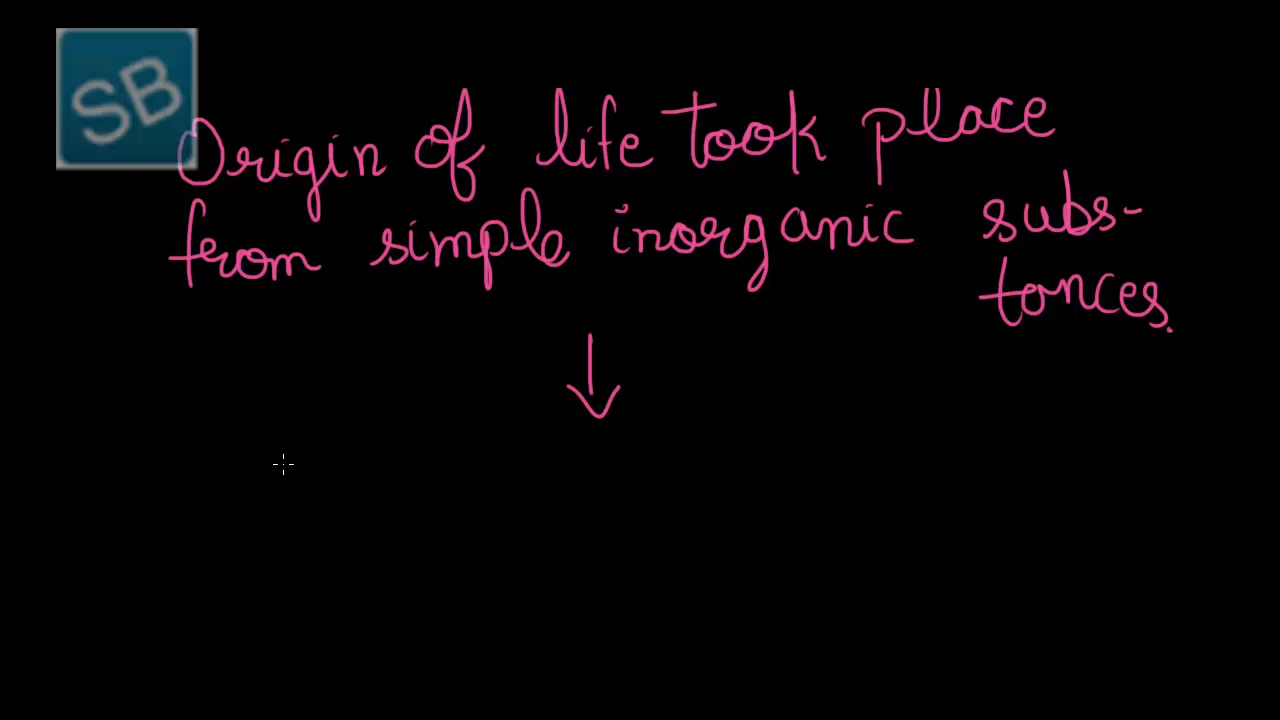 SB
Origin of life took place
from simple inorganic subs-
tances.